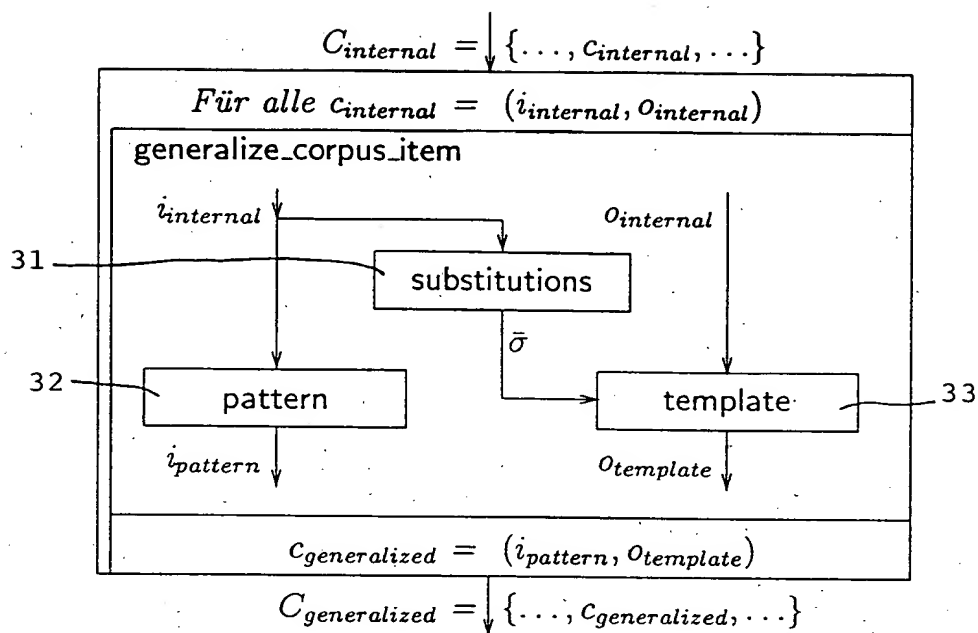 C_internal = {..., c_internal, ...}
Für alle c_internal = (i_internal, o_internal)
generalize_corpus_item
i_internal
o_internal
31
substitutions
σ̄
32
pattern
template
33
i_pattern
o_template
c_generalized = (i_pattern, o_template)
C_generalized = {..., c_generalized, ...}